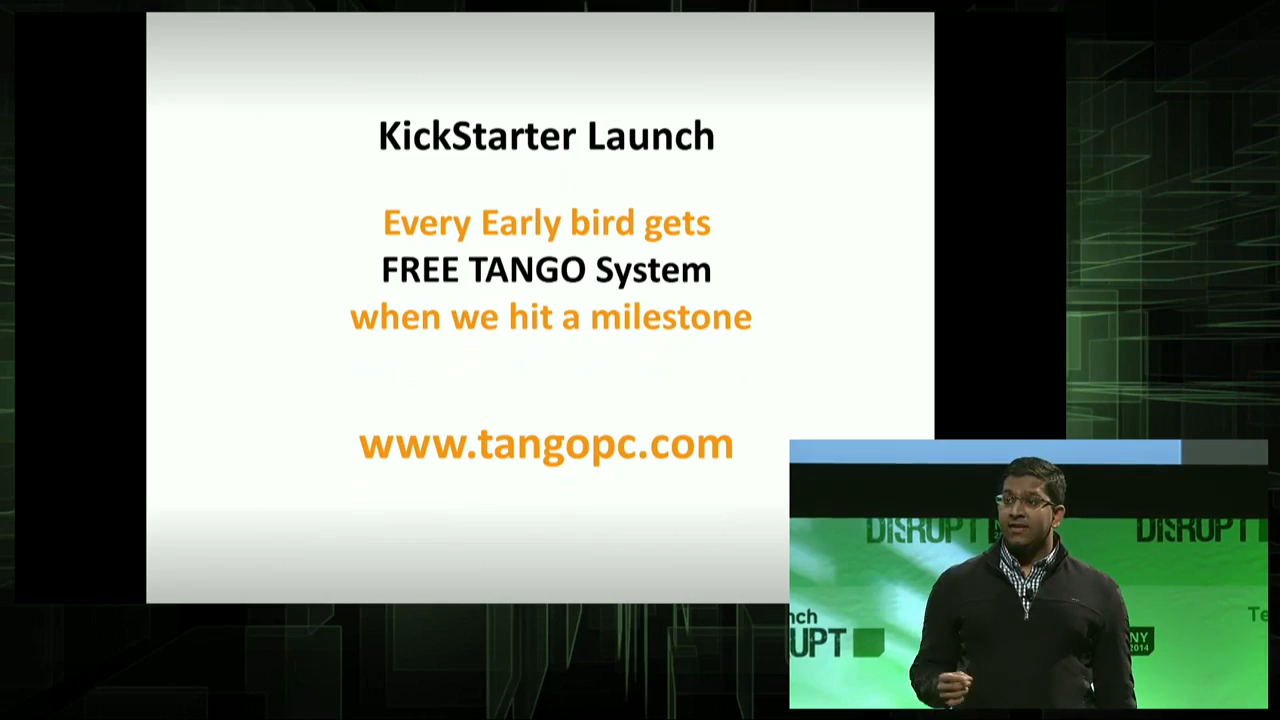 KickStarter Launch
Every Early bird gets
FREE TANGO System
when we hit a milestone
www.tangopc.com
DISRUPT
DISRUPT
nch
UPT
Te
NY
2014